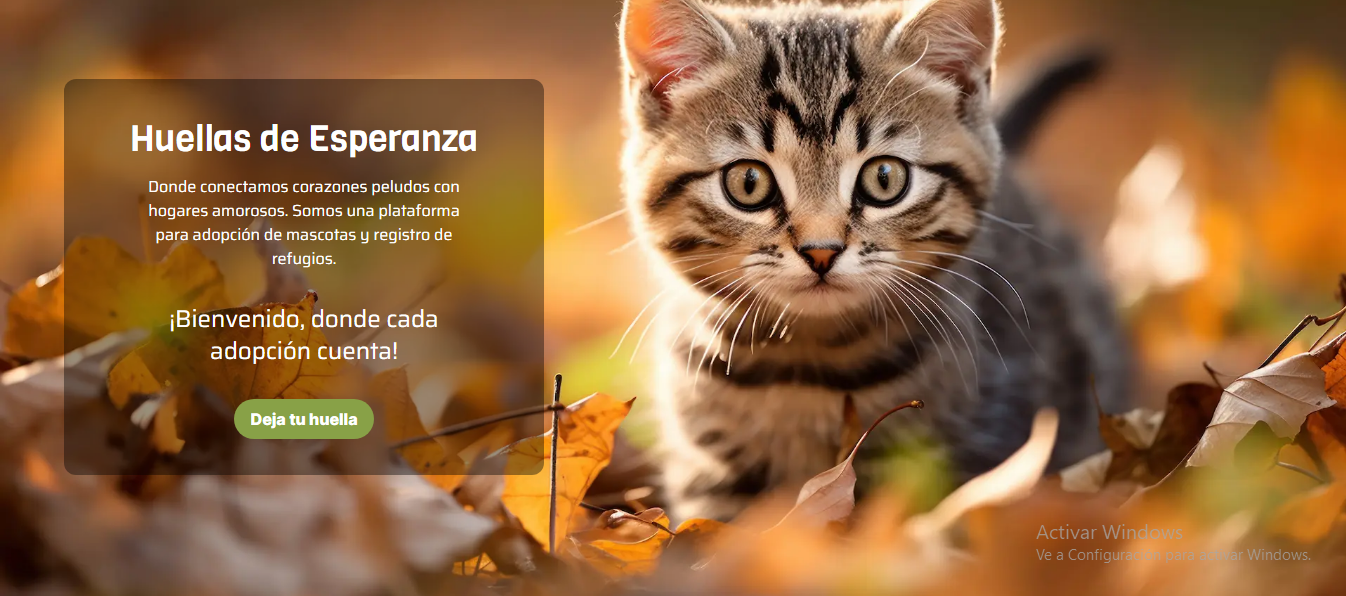 Huellas de Esperanza
Donde conectamos corazones peludos con
hogares amorosos. Somos una plataforma
para adopción de mascotas y registro de
refugios.
¡Bienvenido, donde cada
adopción cuenta!
Deja tu huella
Activar Windows
Ve a Configuración para activar Windows.